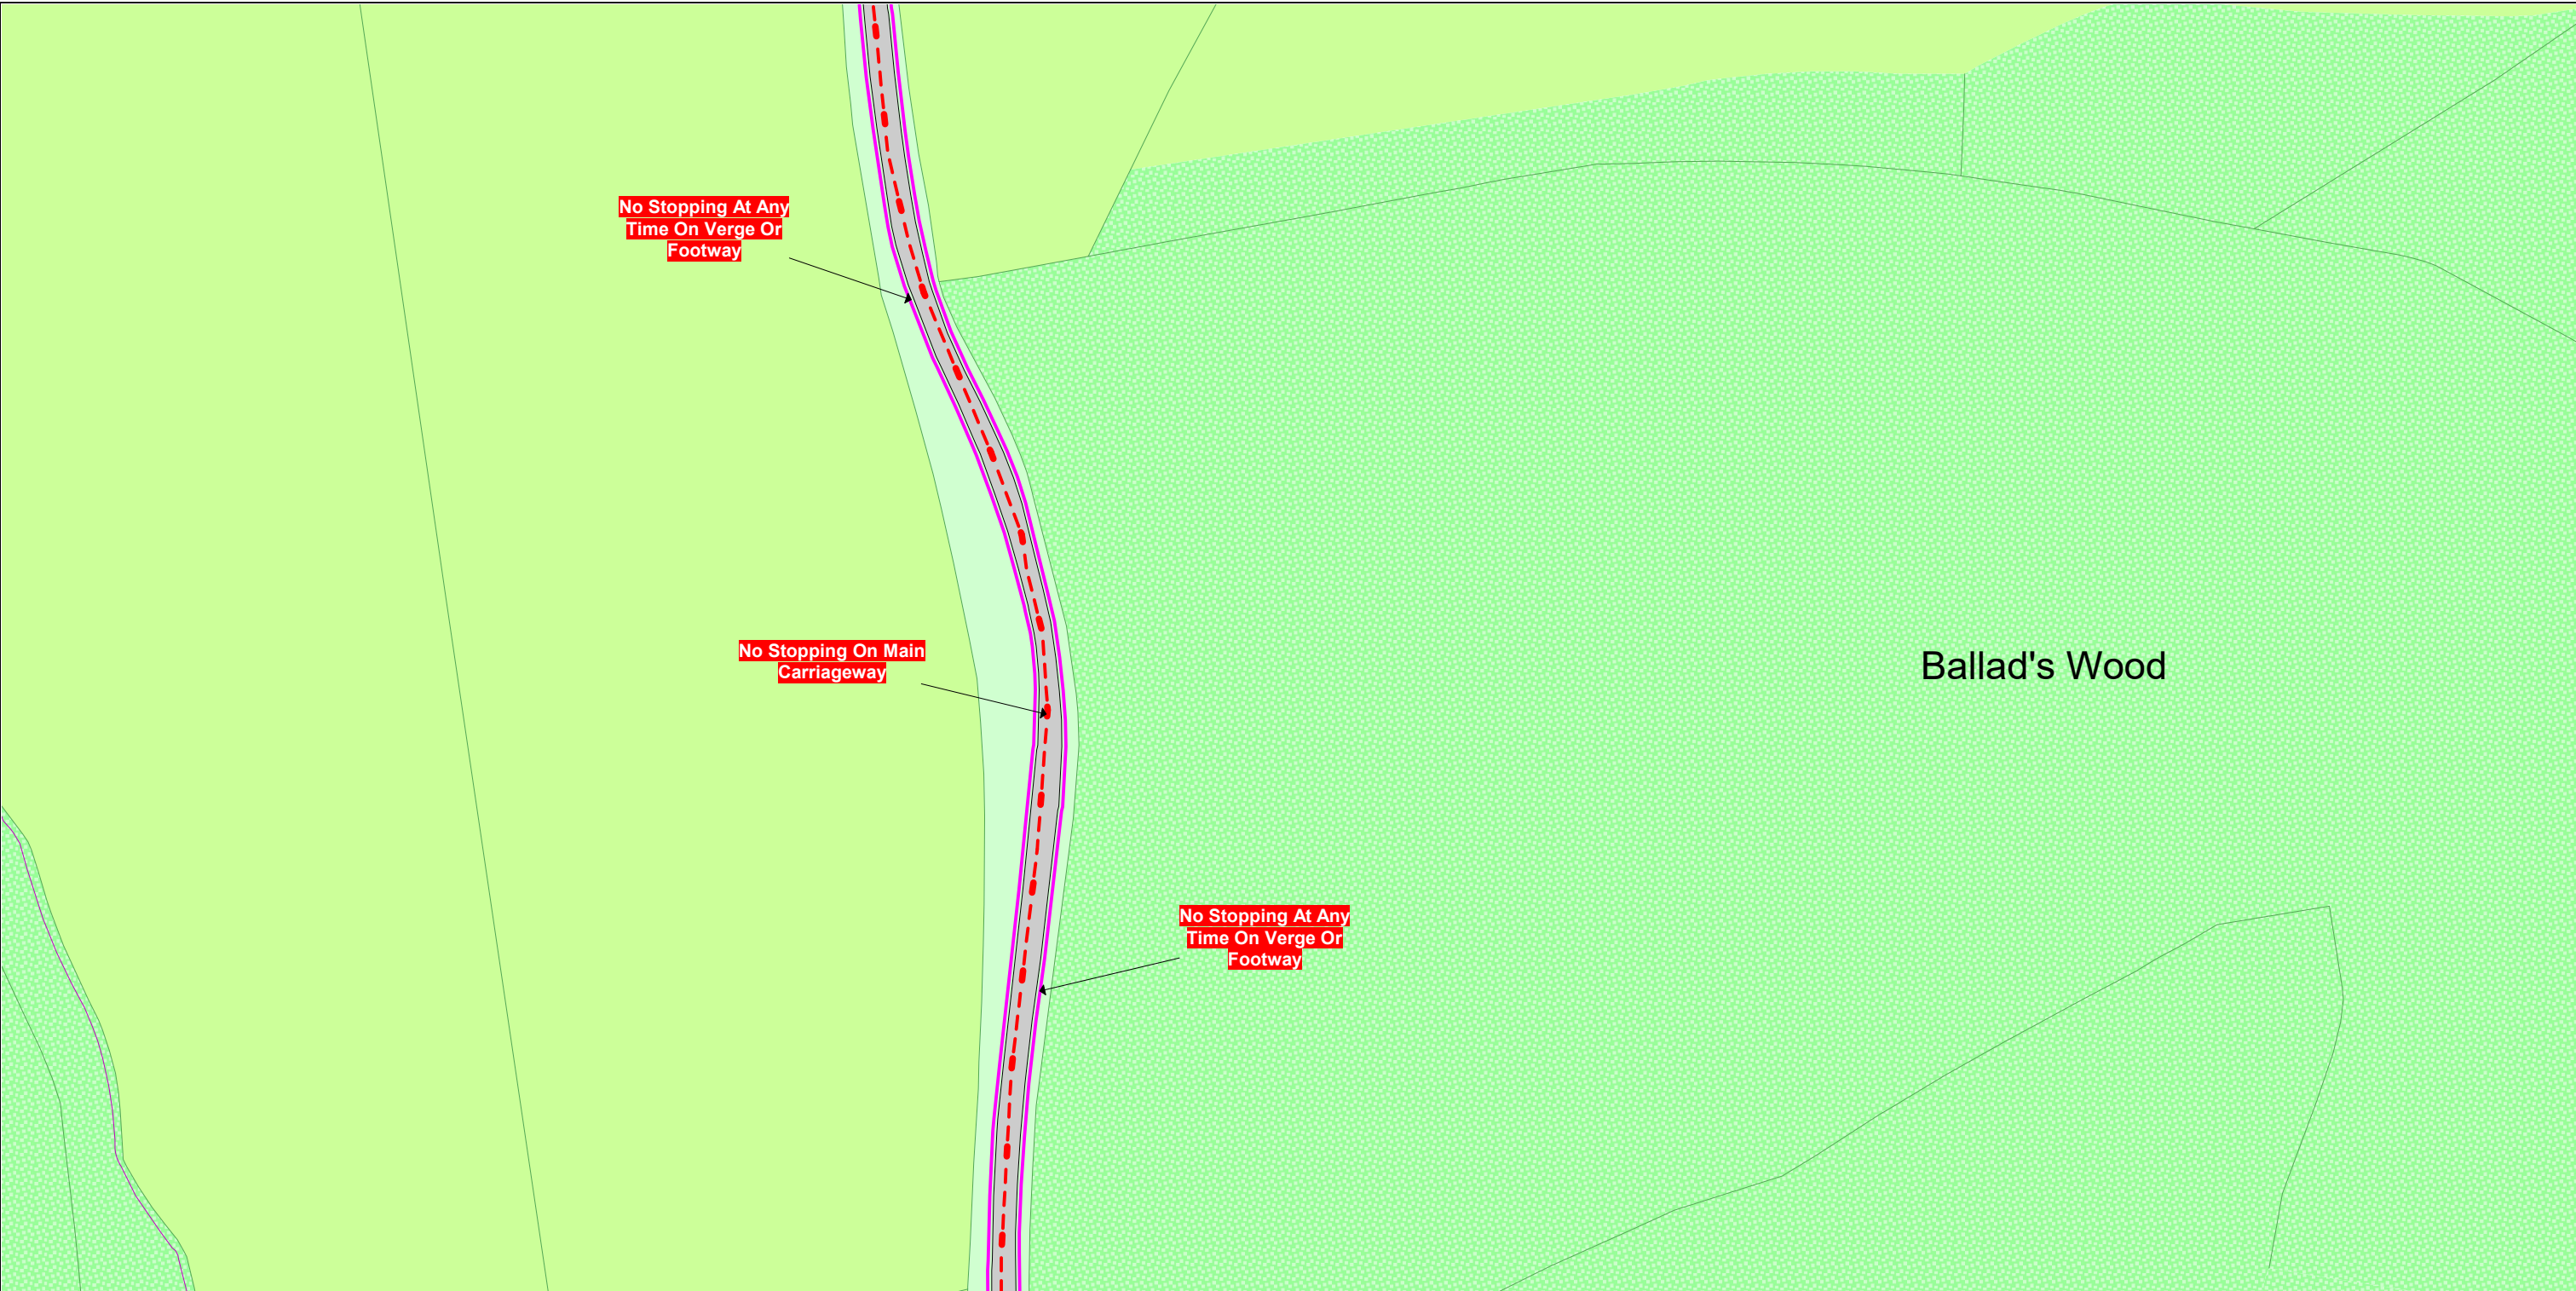 No Stopping At Any
Time On Verge Or
Footway
No Stopping On Main
Carriageway
Ballad's Wood
No Stopping At Any
Time On Verge Or
Footway